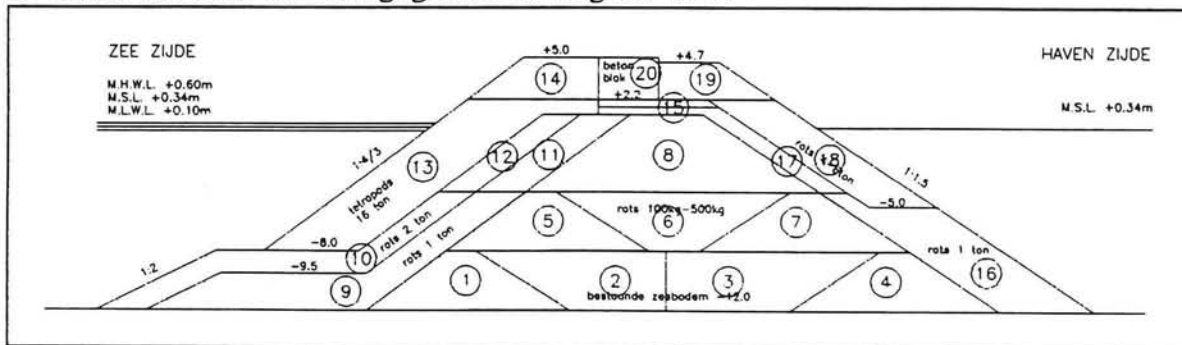 ZEE ZIJDE
HAVEN ZIJDE
M.H.W.L. +0.60m
M.S.L. +0.34m
M.L.W.L. +0.10m
M.S.L. +0.34m
+5.0
+4.7
14
beton
blok
20
19
+2.2
15
1:4/3
13
12
11
8
17
rots
18
ton
1:1.5
tetrapods
16 ton
-5.0
5
rots 100kg-500kg
6
7
-8.0
10
rots 2 ton
rots 1 ton
rots 1 ton
1:2
-9.5
9
1
2
3
4
16
bestaande zeebodem -12.0